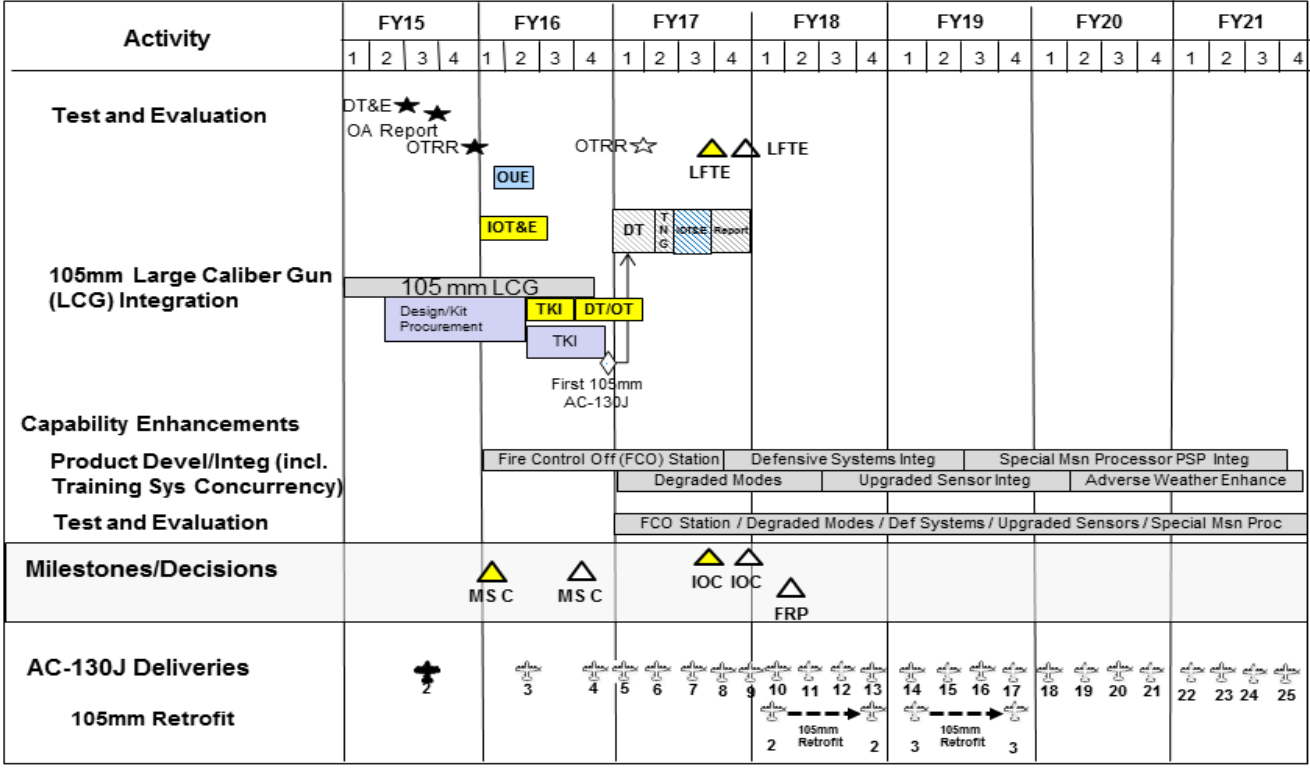 Activity
FY15 FY16 FY17 FY18 FY19 FY20 FY21
1 2 3 4 1 2 3 4 1 2 3 4 1 2 3 4 1 2 3 4 1 2 3 4 1 2 3 4
Test and Evaluation
DT&E
OA Report
OTRR
OTRR
LFTE
LFTE
OUE
IOT&E
DT
TNG
IOT&E
Report
105mm Large Caliber Gun
(LCG) Integration
105 mm LCG
Design/Kit
Procurement
TKI
DT/OT
TKI
First 105mm
AC-130J
Capability Enhancements
Product Devel/Integ (incl.
Training Sys Concurrency)
Fire Control Off (FCO) Station
Defensive Systems Integ
Special Msn Processor PSP Integ
Degraded Modes
Upgraded Sensor Integ
Adverse Weather Enhance
Test and Evaluation
FCO Station / Degraded Modes / Def Systems / Upgraded Sensors / Special Msn Proc
Milestones/Decisions
MS C
MS C
IOC
IOC
FRP
AC-130J Deliveries
2 3 4 5 6 7 8 9 10 11 12 13 14 15 16 17 18 19 20 21 22 23 24 25
105mm Retrofit
2
105mm
Retrofit
2
3
105mm
Retrofit
3